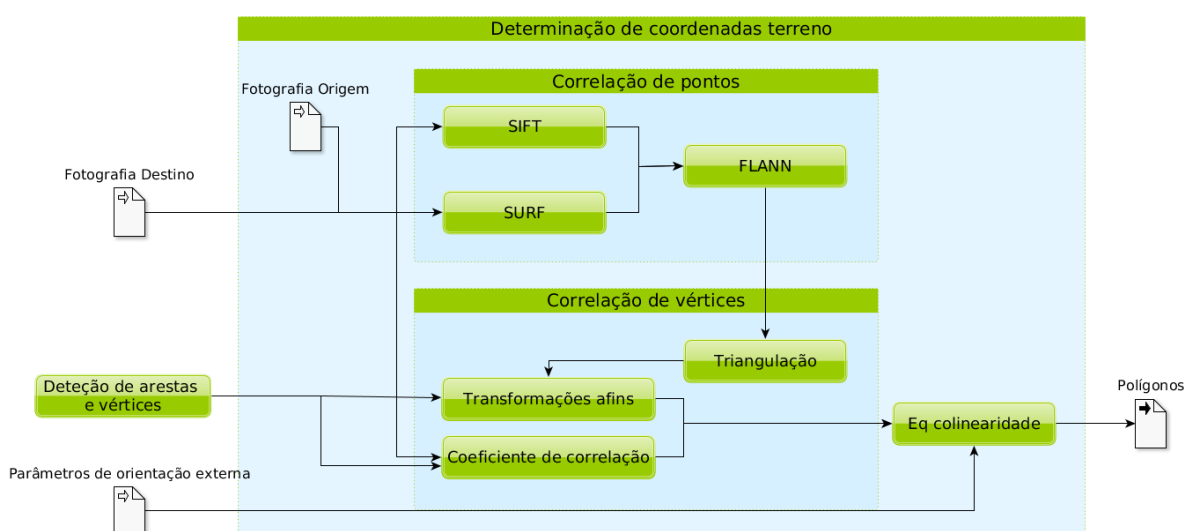 Determinação de coordenadas terreno
Correlação de pontos
Fotografia Origem
SIFT
FLANN
Fotografia Destino
SURF
Correlação de vértices
Triangulação
Deteção de arestas
e vértices
Transformações afins
Polígonos
Eq colinearidade
Coeficiente de correlação
Parâmetros de orientação externa